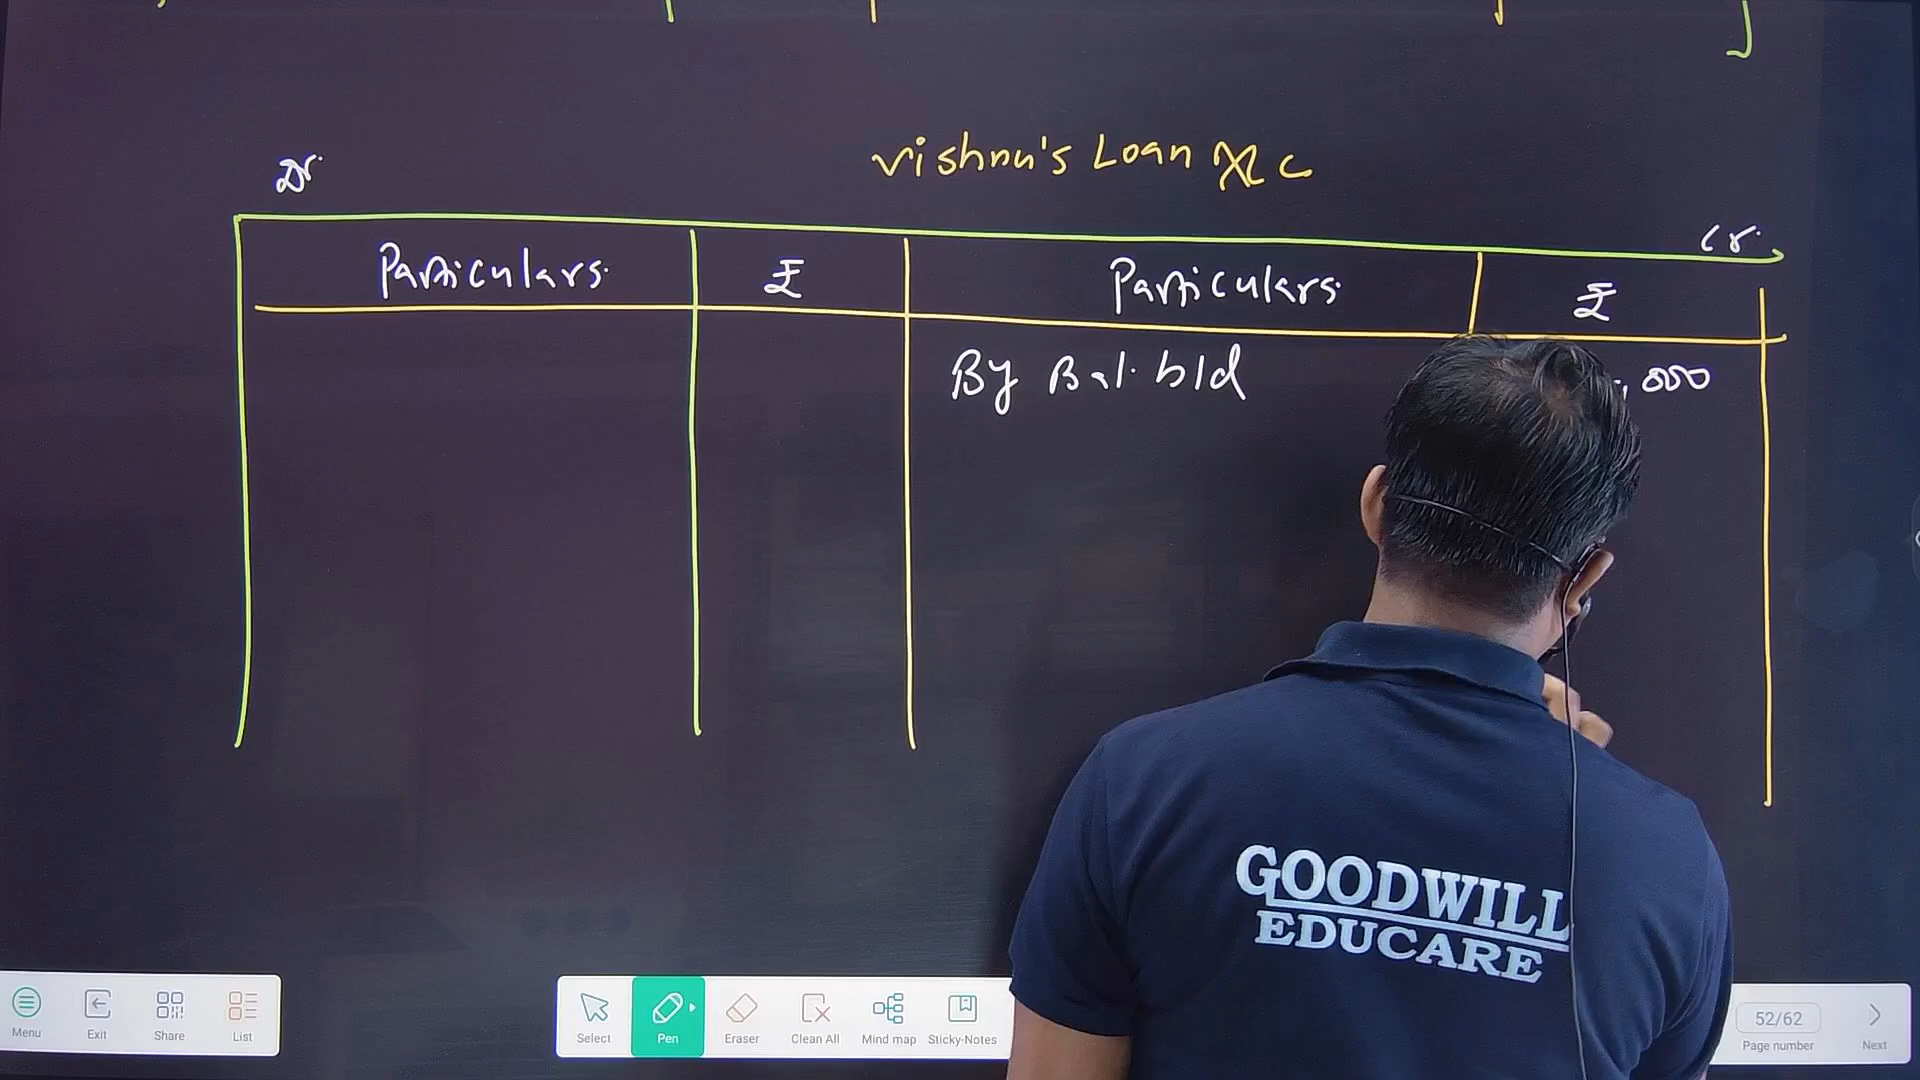 Vishnu's Loan A/c
Dr.
Cr.
Particulars ₹ Particulars ₹
By Bal. b/d ,000
GOODWILL
EDUCARE
Menu Exit Share List
Select Pen Eraser Clean All Mind map Sticky-Notes
52/62
Page number Next